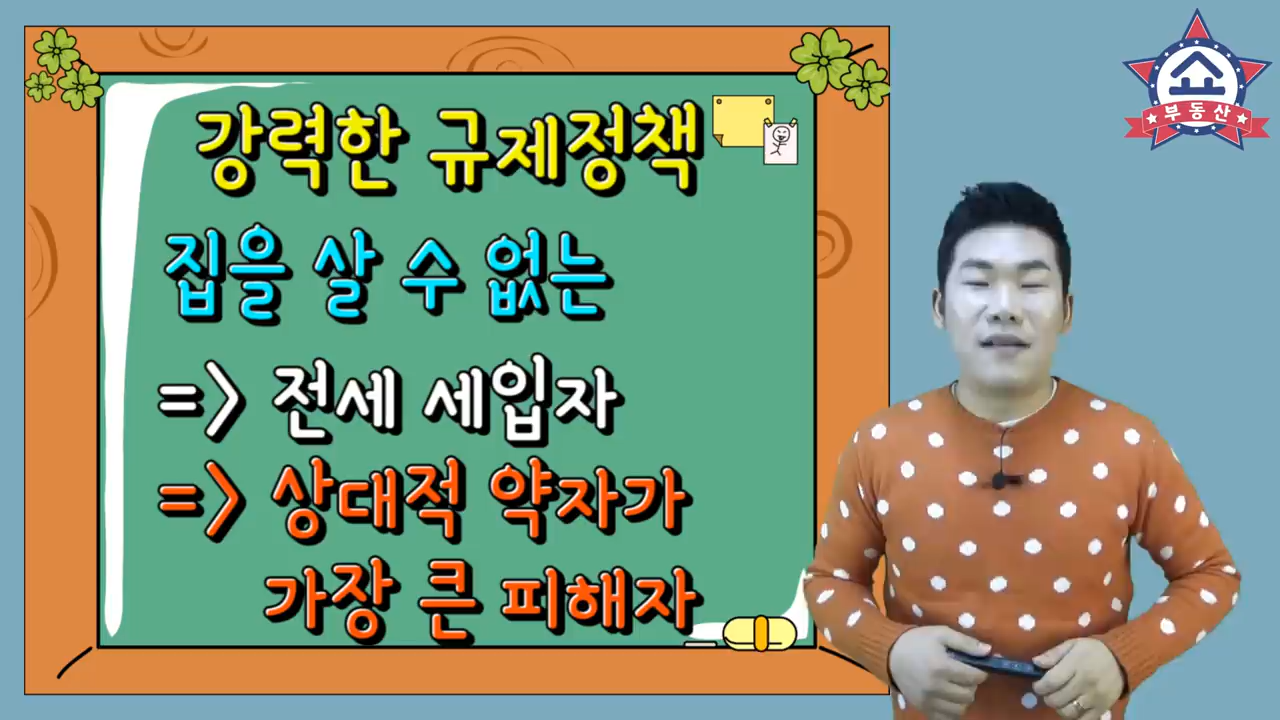 강력한 규제정책
집을 살 수 없는
=> 전세 세입자
=> 상대적 약자가
가장 큰 피해자
쇼
부동산